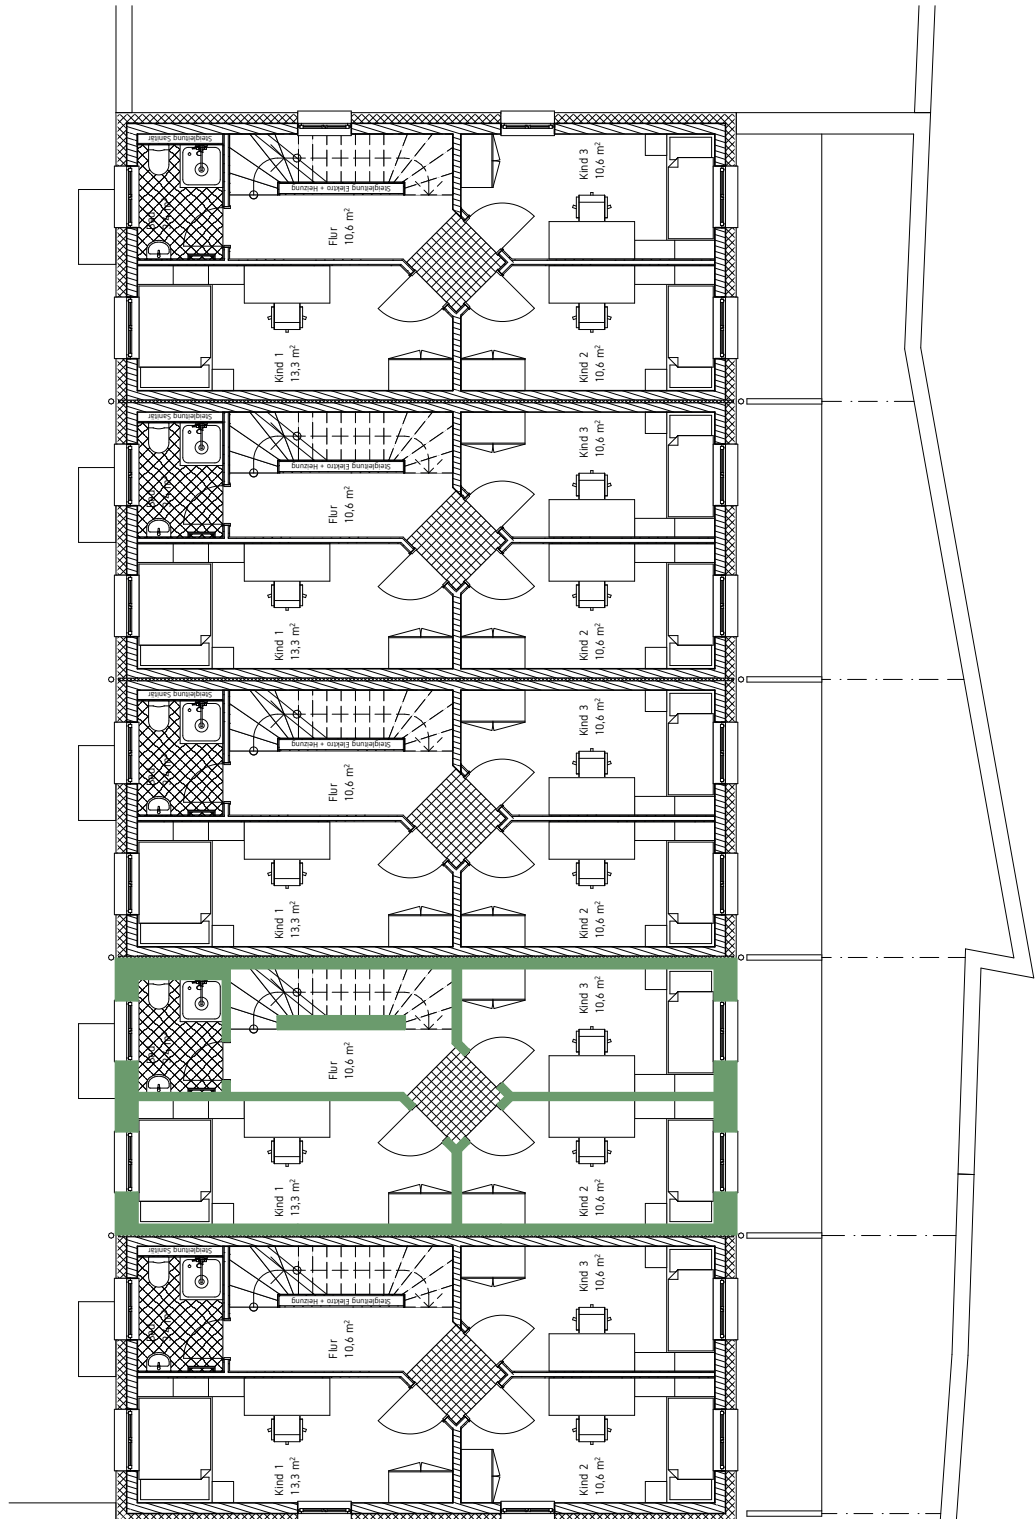 Steigleitung Sanitär
Steigleitung Elektro + Heizung
Kind 3
10,6 m²
Flur
10,6 m²
Kind 1
13,3 m²
Kind 2
10,6 m²
Steigleitung Sanitär
Steigleitung Elektro + Heizung
Kind 3
10,6 m²
Flur
10,6 m²
Kind 1
13,3 m²
Kind 2
10,6 m²
Steigleitung Sanitär
Steigleitung Elektro + Heizung
Kind 3
10,6 m²
Flur
10,6 m²
Kind 1
13,3 m²
Kind 2
10,6 m²
Kind 3
10,6 m²
Flur
10,6 m²
Kind 1
13,3 m²
Kind 2
10,6 m²
Steigleitung Sanitär
Steigleitung Elektro + Heizung
Kind 3
10,6 m²
Flur
10,6 m²
Kind 1
13,3 m²
Kind 2
10,6 m²